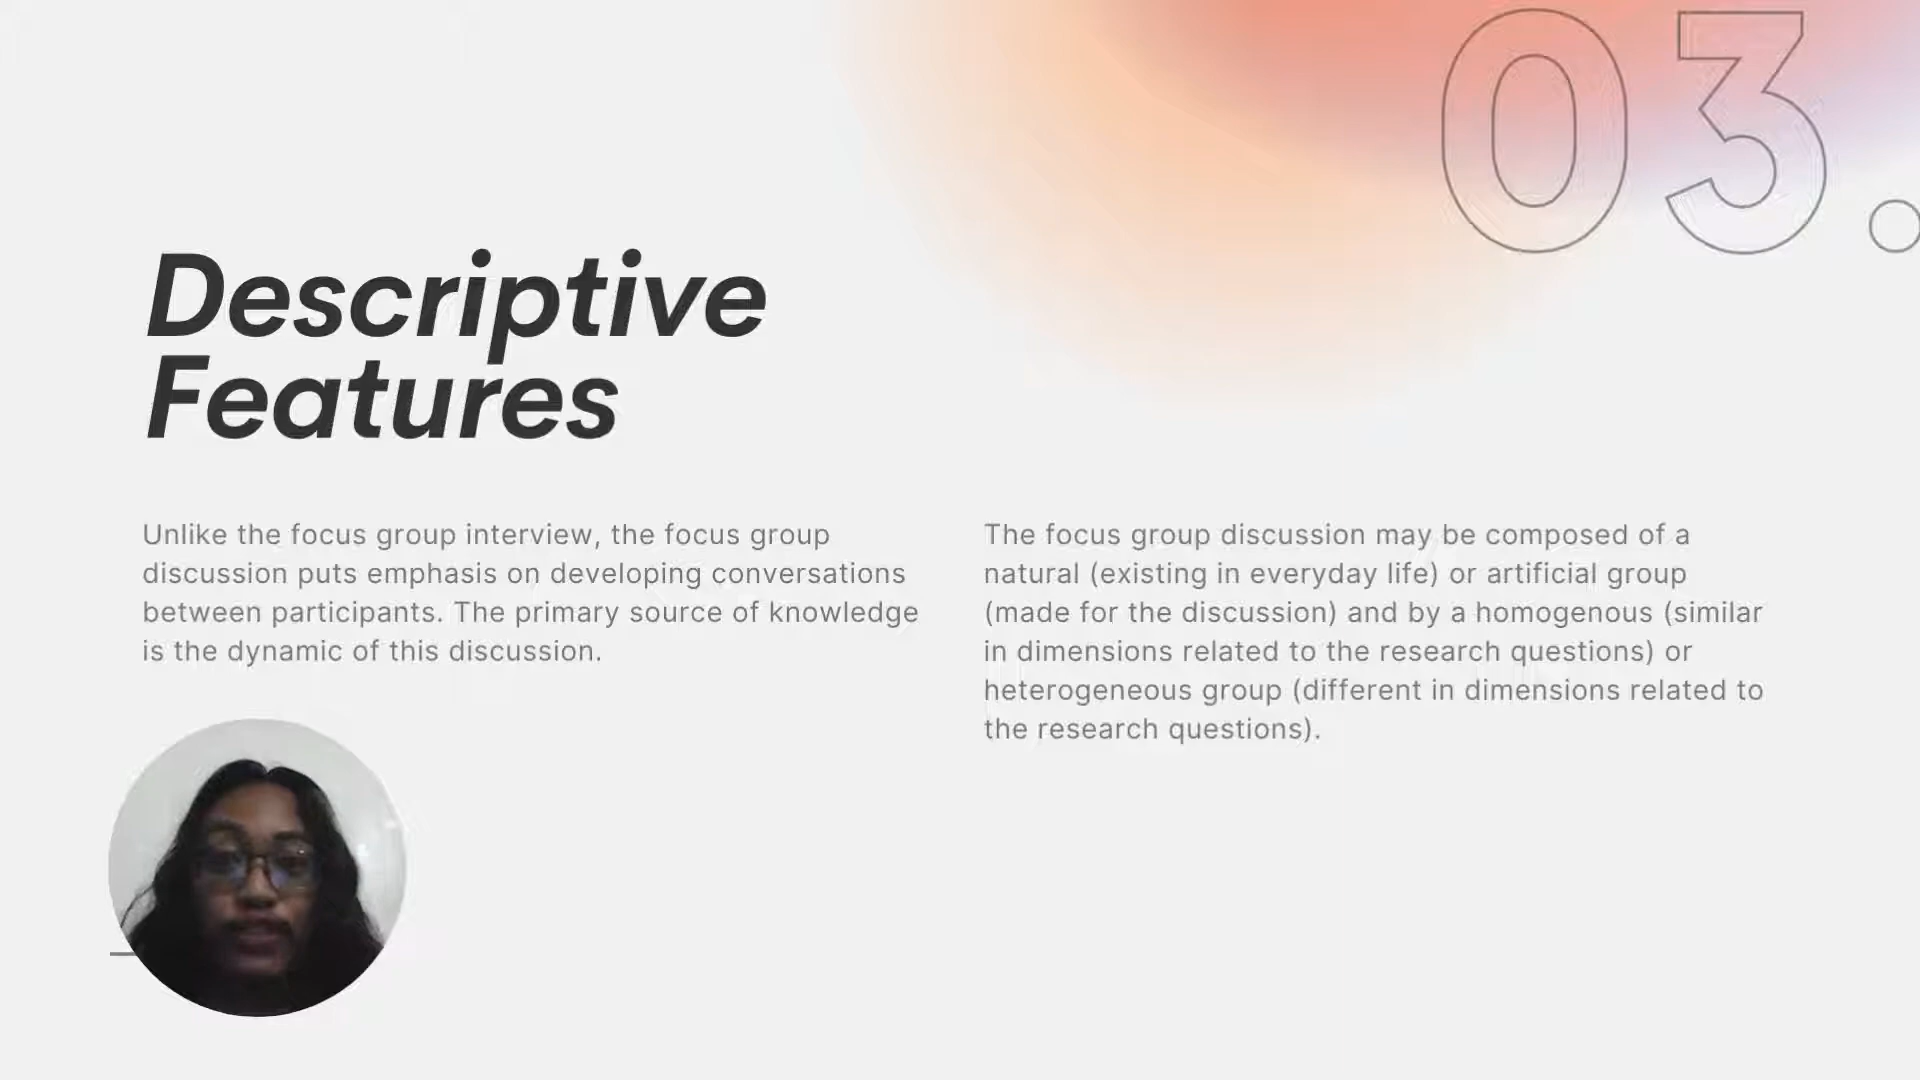 03.
Descriptive
Features
Unlike the focus group interview, the focus group
discussion puts emphasis on developing conversations
between participants. The primary source of knowledge
is the dynamic of this discussion.
The focus group discussion may be composed of a
natural (existing in everyday life) or artificial group
(made for the discussion) and by a homogenous (similar
in dimensions related to the research questions) or
heterogeneous group (different in dimensions related to
the research questions).